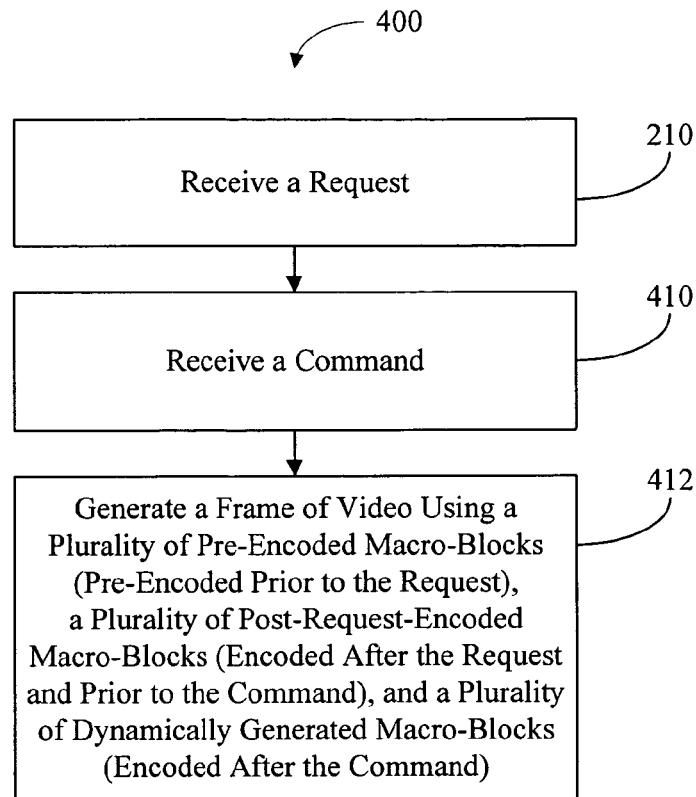 400
210
Receive a Request
410
Receive a Command
412
Generate a Frame of Video Using a
Plurality of Pre-Encoded Macro-Blocks
(Pre-Encoded Prior to the Request),
a Plurality of Post-Request-Encoded
Macro-Blocks (Encoded After the Request
and Prior to the Command), and a Plurality
of Dynamically Generated Macro-Blocks
(Encoded After the Command)